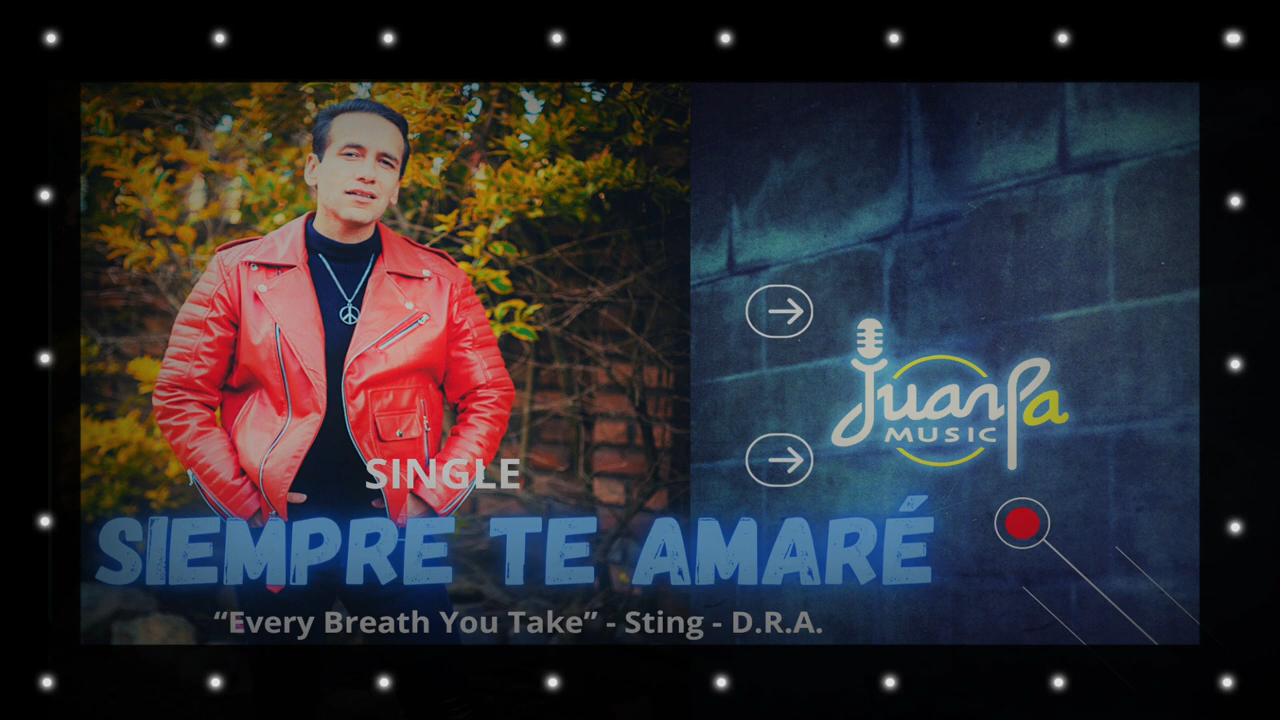 JuanPa
MUSIC
SINGLE
SIEMPRE TE AMARÉ
“Every Breath You Take” - Sting - D.R.A.